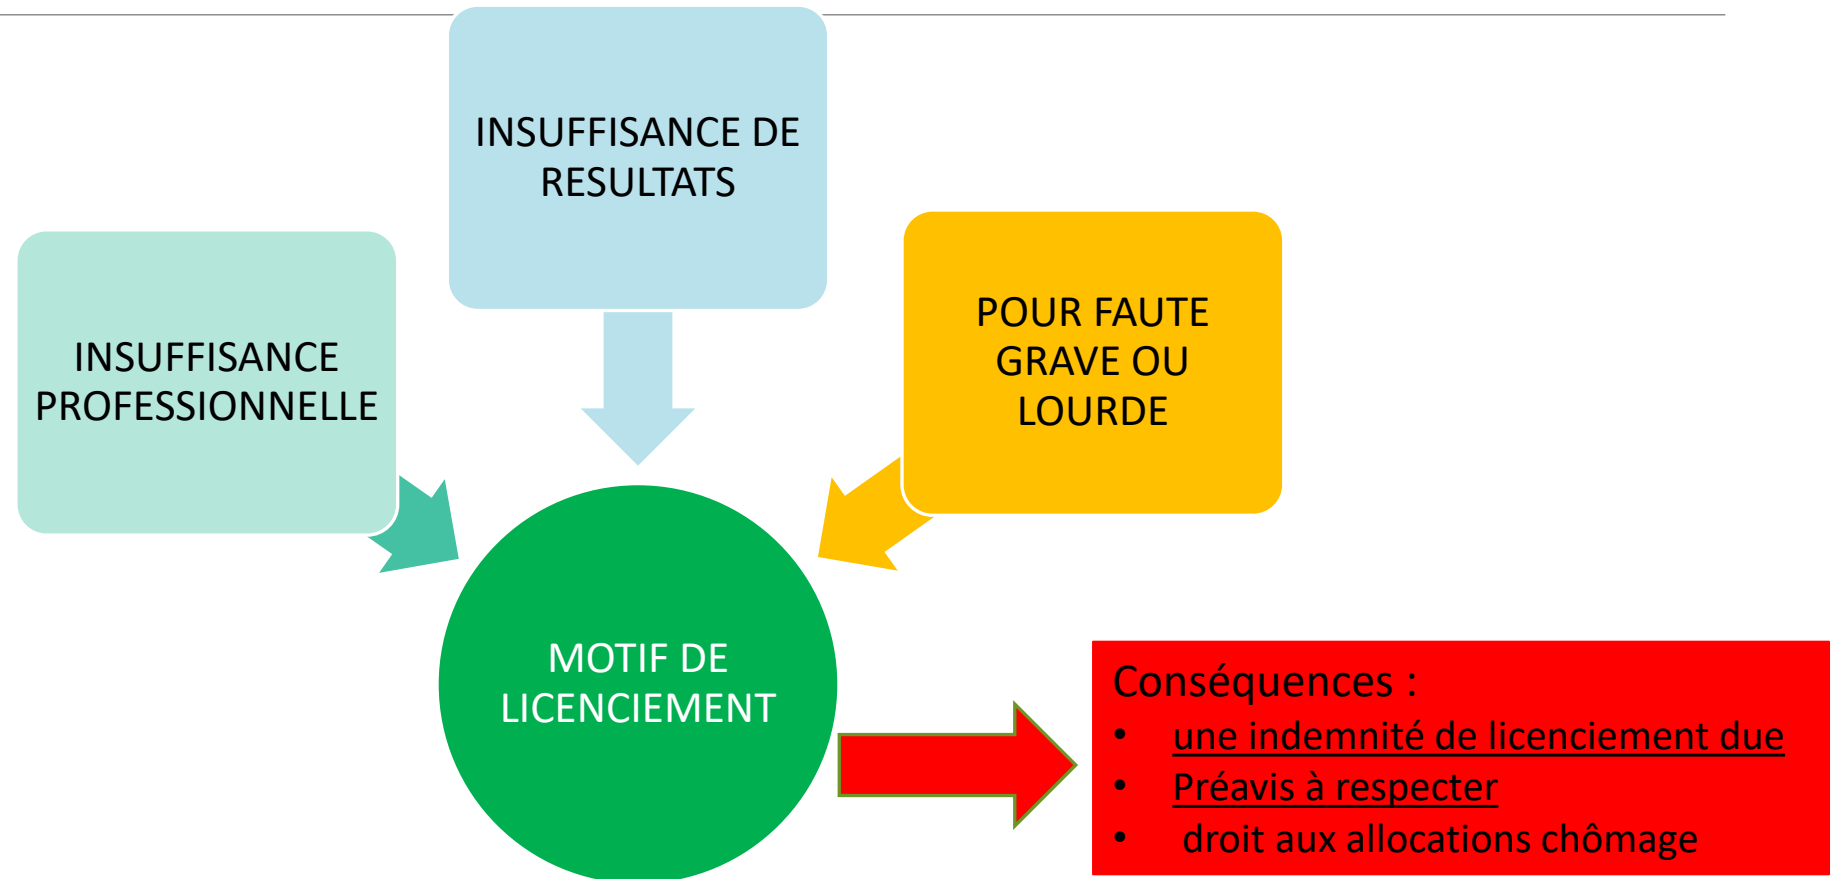 INSUFFISANCE DE
RESULTATS
INSUFFISANCE
PROFESSIONNELLE
POUR FAUTE
GRAVE OU
LOURDE
MOTIF DE
LICENCIEMENT
Conséquences :
• une indemnité de licenciement due
• Préavis à respecter
• droit aux allocations chômage